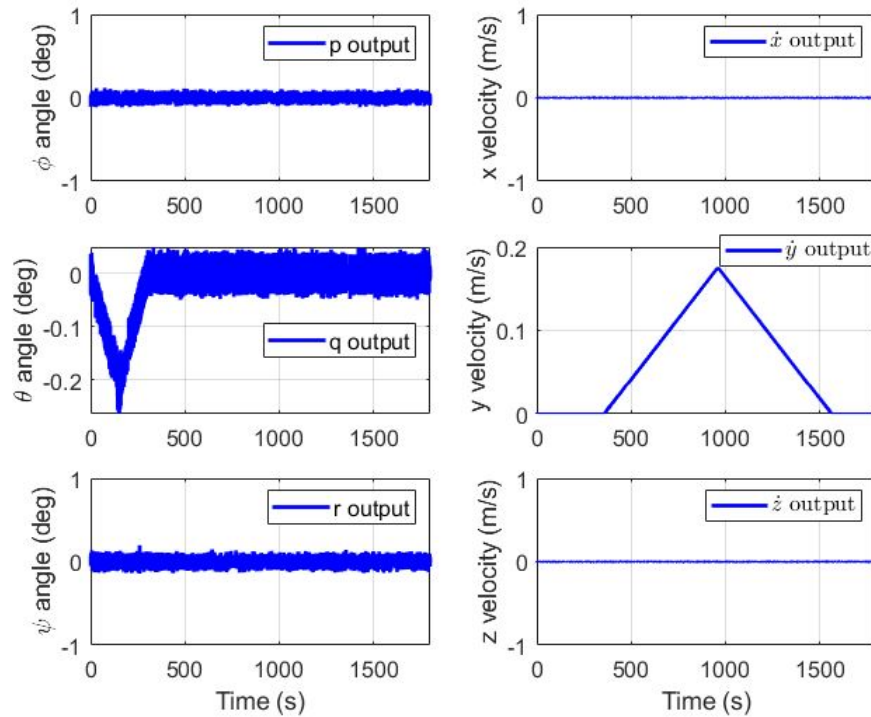 1
0
-1
ϕ angle (deg)
p output
0 500 1000 1500
1
0
-1
x velocity (m/s)
ẋ output
0 500 1000 1500
0
-0.1
-0.2
θ angle (deg)
q output
0 500 1000 1500
0.2
0.1
0
y velocity (m/s)
ẏ output
0 500 1000 1500
1
0
-1
ψ angle (deg)
r output
0 500 1000 1500
Time (s)
1
0
-1
z velocity (m/s)
ż output
0 500 1000 1500
Time (s)